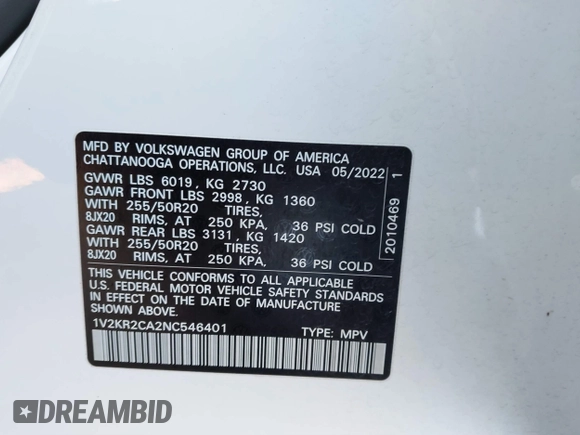 MFD BY VOLKSWAGEN GROUP OF AMERICA
CHATTANOOGA OPERATIONS, LLC. USA 05/2022
GVWR LBS 6019, KG 2730
GAWR FRONT LBS 2998, KG 1360
WITH 255/50R20 TIRES,
8JX20 RIMS, AT 250 KPA, 36 PSI COLD
GAWR REAR LBS 3131, KG 1420
WITH 255/50R20 TIRES,
8JX20 RIMS, AT 250 KPA, 36 PSI COLD
THIS VEHICLE CONFORMS TO ALL APPLICABLE
U.S. FEDERAL MOTOR VEHICLE SAFETY STANDARDS
IN EFFECT ON THE DATE OF MANUFACTURE
SHOWN ABOVE.
1V2KR2CA2NC546401 TYPE: MPV
2010469 1
DREAMBID